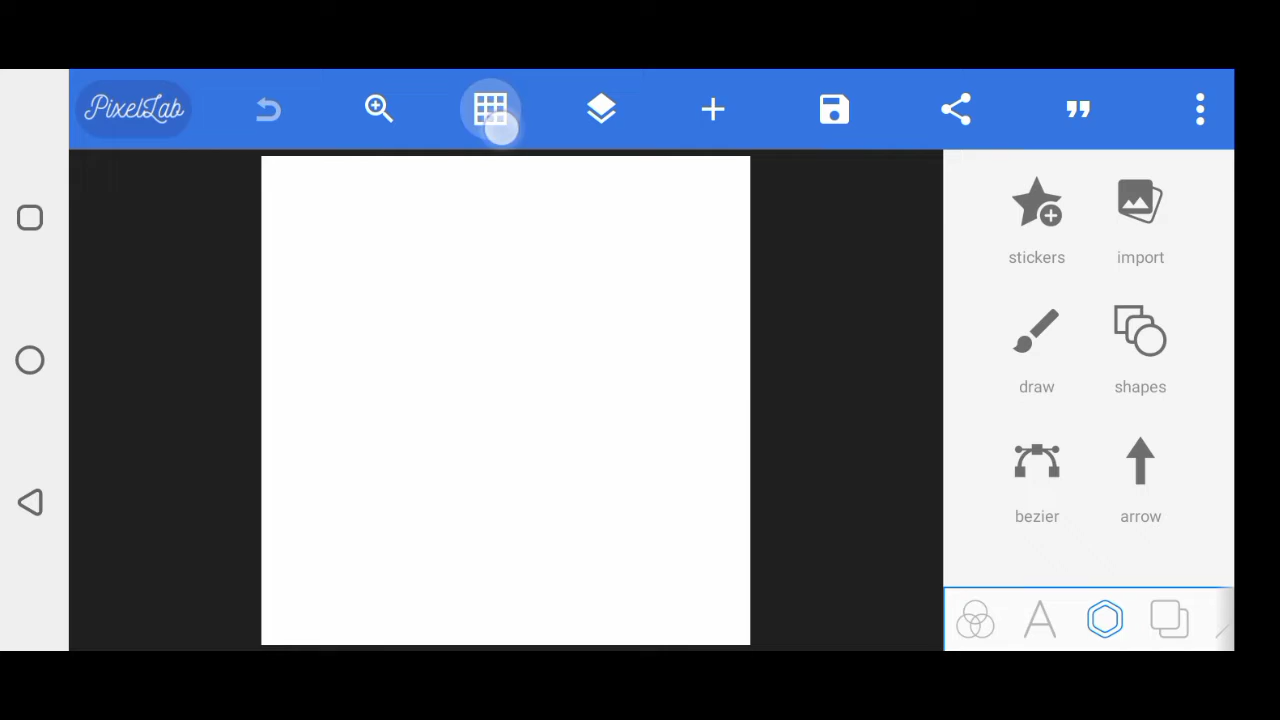 PixelLab
stickers
import
draw
shapes
bezier
arrow